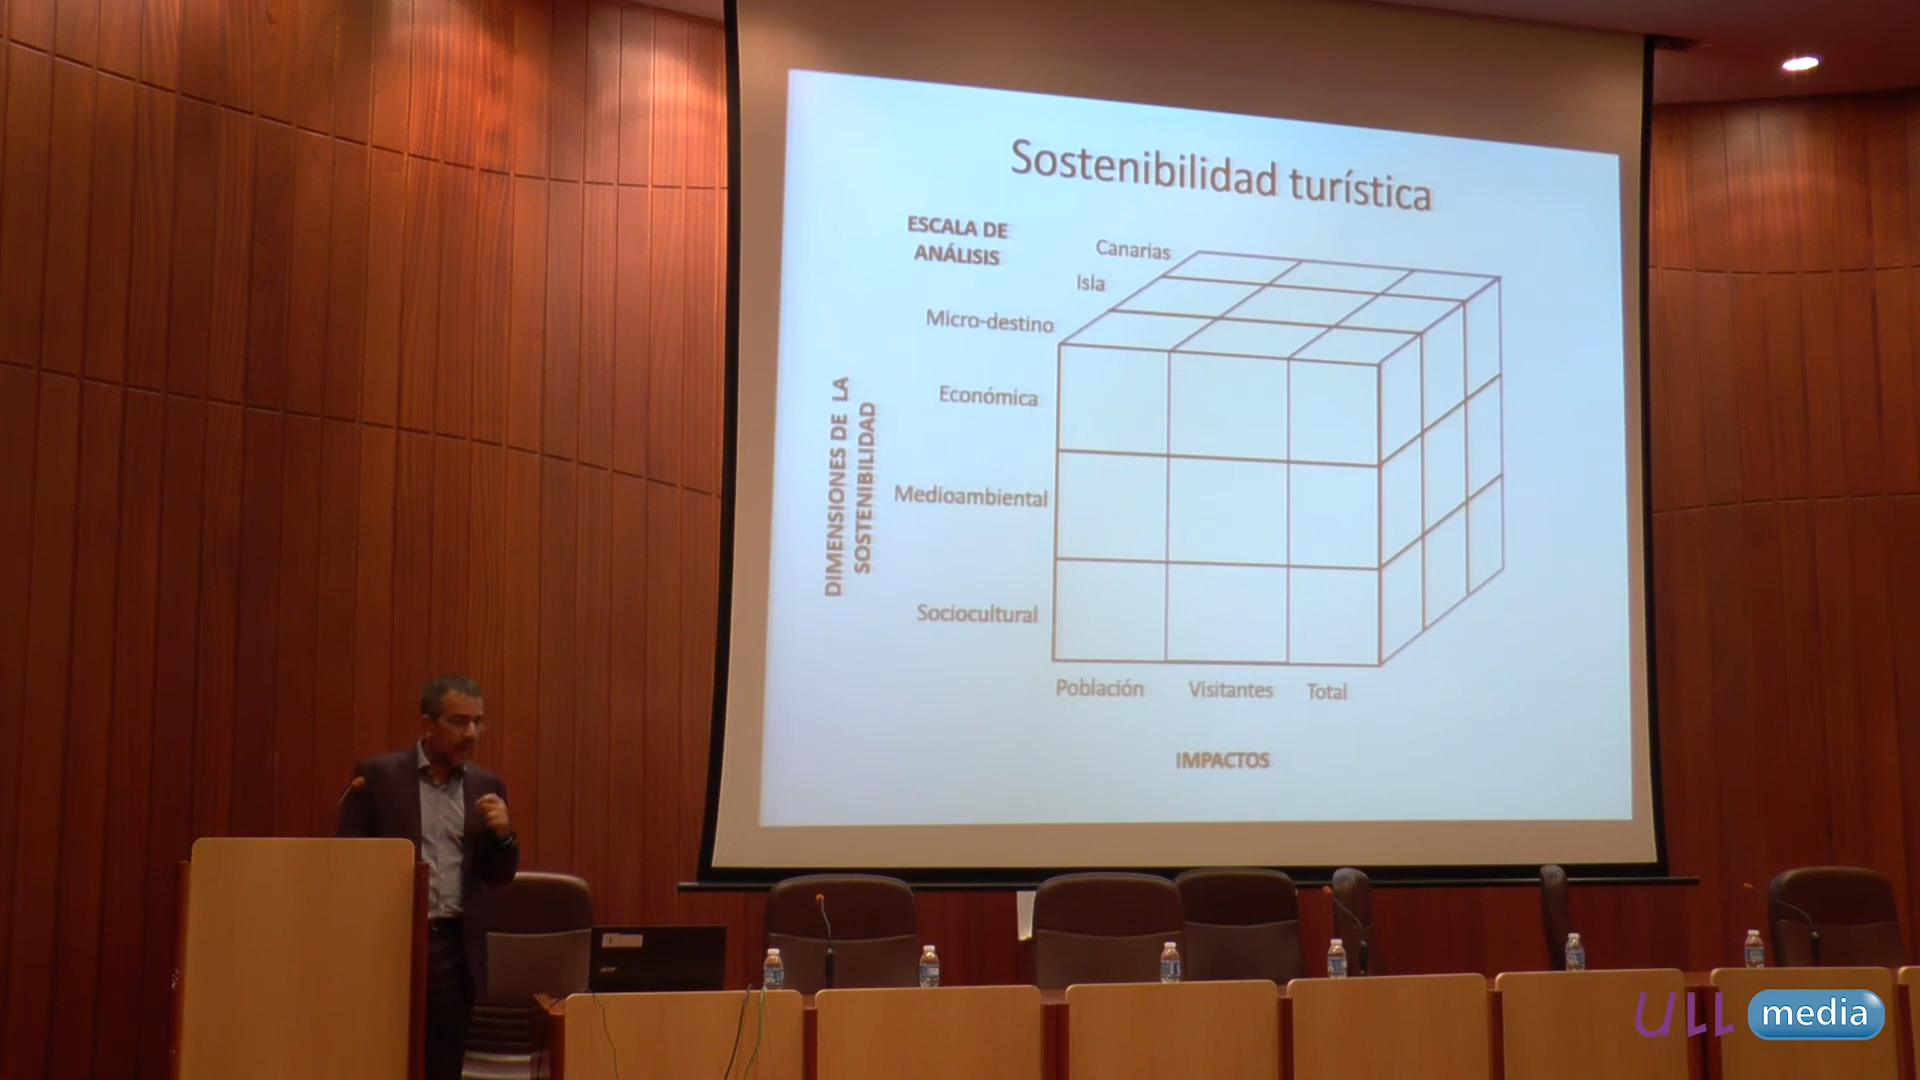 Sostenibilidad turística
ESCALA DE
ANÁLISIS
Canarias
Isla
Micro-destino
DIMENSIONES DE LA
SOSTENIBILIDAD
Económica
Medioambiental
Sociocultural
Población Visitantes Total
IMPACTOS
acer
ULL media